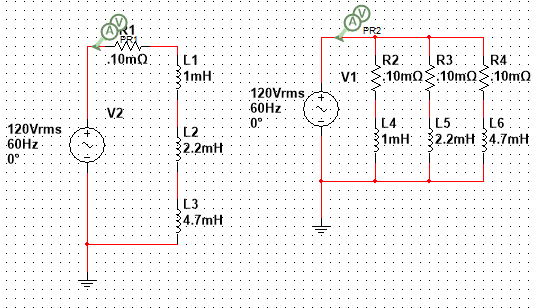 V
A
R1
PR1
.10mΩ
L1
1mH
V2
120Vrms
60Hz
0°
L2
2.2mH
L3
4.7mH
V
A
PR2
V1
120Vrms
60Hz
0°
R2
.10mΩ
R3
.10mΩ
R4
.10mΩ
L4
1mH
L5
2.2mH
L6
4.7mH